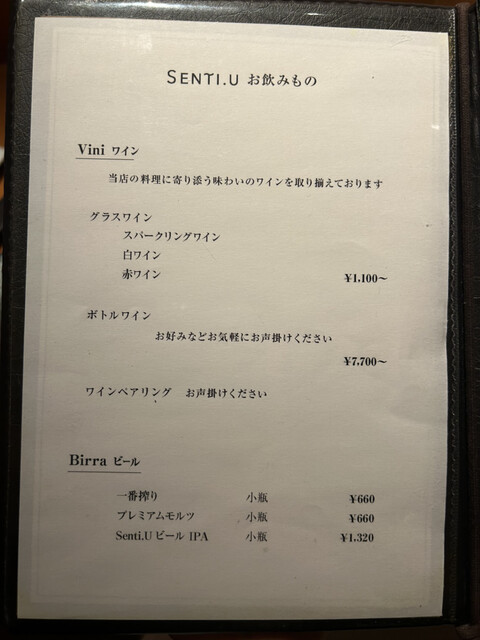 SENTI.U お飲みもの
Vini ワイン
当店の料理に寄り添う味わいのワインを取り揃えております
グラスワイン
スパークリングワイン
白ワイン
赤ワイン ¥1,100～
ボトルワイン
お好みなどお気軽にお声掛けください
¥7,700～
ワインペアリング お声掛けください
Birra ビール
一番搾り 小瓶 ¥660
プレミアムモルツ 小瓶 ¥660
Senti.U ビール IPA 小瓶 ¥1,320